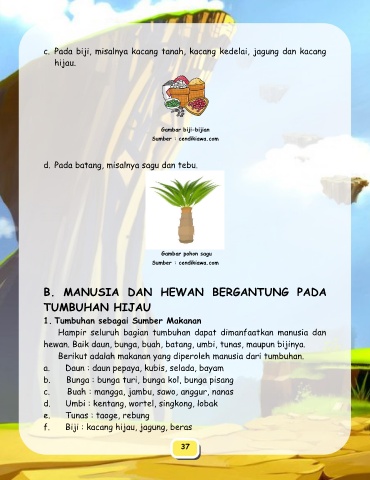 c. Pada biji, misalnya kacang tanah, kacang kedelai, jagung dan kacang
hijau.
Gambar biji-bijian
Sumber : cendikiawa.com
d. Pada batang, misalnya sagu dan tebu.
Gambar pohon sagu
Sumber : cendikiawa.com
B. MANUSIA DAN HEWAN BERGANTUNG PADA
TUMBUHAN HIJAU
1. Tumbuhan sebagai Sumber Makanan
Hampir seluruh bagian tumbuhan dapat dimanfaatkan manusia dan
hewan. Baik daun, bunga, buah, batang, umbi, tunas, maupun bijinya.
Berikut adalah makanan yang diperoleh manusia dari tumbuhan.
a. Daun : daun pepaya, kubis, selada, bayam
b. Bunga : bunga turi, bunga kol, bunga pisang
c. Buah : mangga, jambu, sawo, anggur, nanas
d. Umbi : kentang, wortel, singkong, lobak
e. Tunas : taoge, rebung
f. Biji : kacang hijau, jagung, beras
37